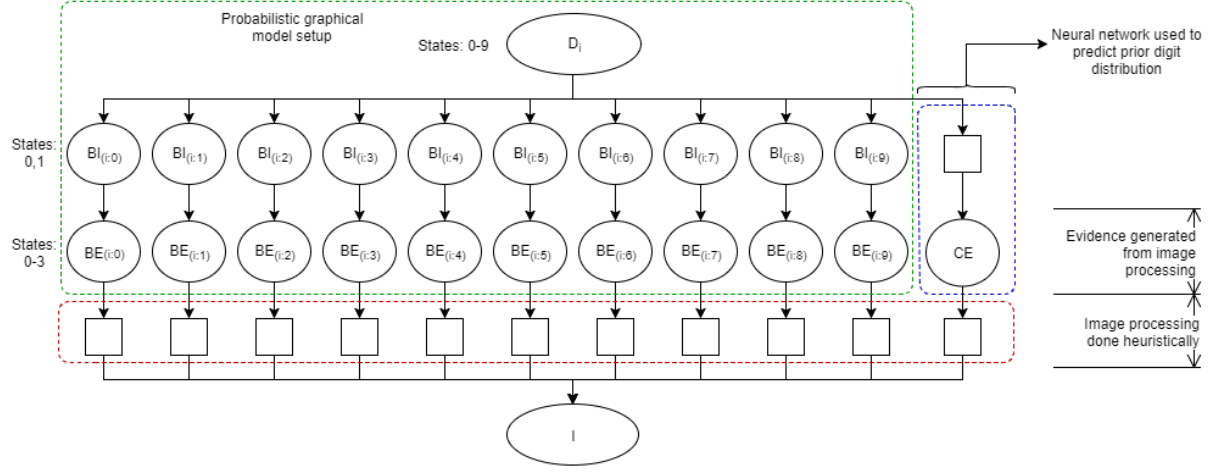 Probabilistic graphical
model setup
States: 0-9
D_i
Neural network used to
predict prior digit
distribution
States:
0,1
BI_(i:0)
BI_(i:1)
BI_(i:2)
BI_(i:3)
BI_(i:4)
BI_(i:5)
BI_(i:6)
BI_(i:7)
BI_(i:8)
BI_(i:9)
States:
0-3
BE_(i:0)
BE_(i:1)
BE_(i:2)
BE_(i:3)
BE_(i:4)
BE_(i:5)
BE_(i:6)
BE_(i:7)
BE_(i:8)
BE_(i:9)
CE
Evidence generated
from image
processing
Image processing
done heuristically
I